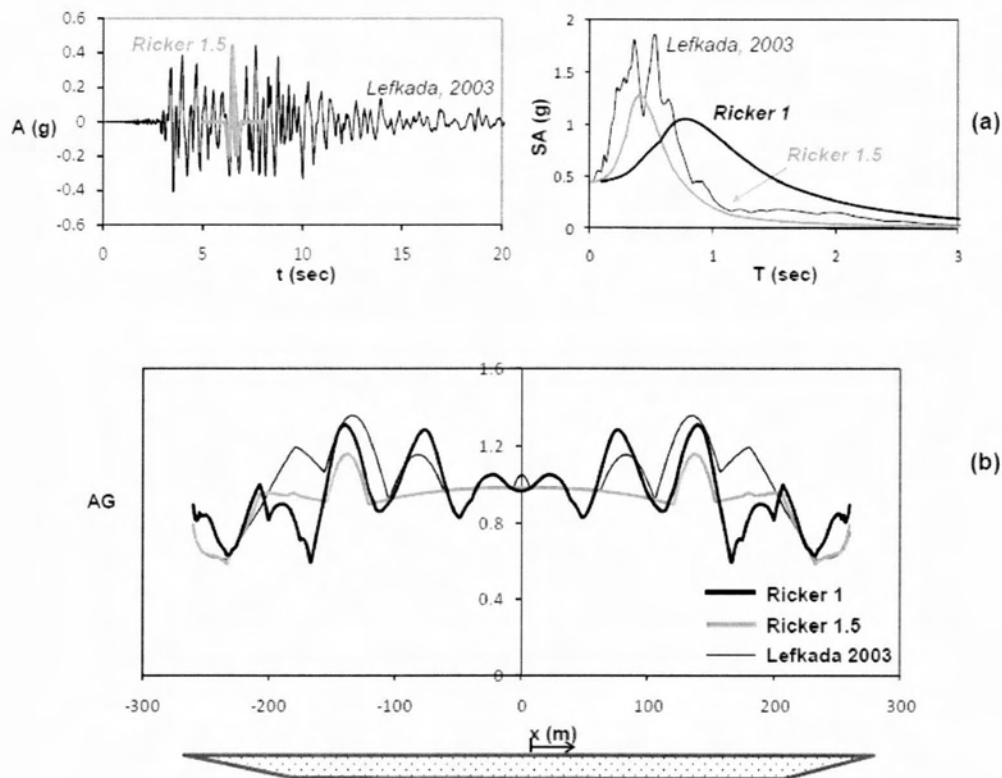 0.6
0.4
0.2
0
-0.2
-0.4
-0.6
A (g)
Ricker 1.5
Lefkada, 2003
0 5 10 15 20
t (sec)
2
1.5
1
0.5
0
SA (g)
Lefkada, 2003
Ricker 1
Ricker 1.5
0 1 2 3
T (sec)
(a)
1.6
1.2
0.8
0.4
0
AG
(b)
Ricker 1
Ricker 1.5
Lefkada 2003
-300 -200 -100 0 100 200 300
x (m)